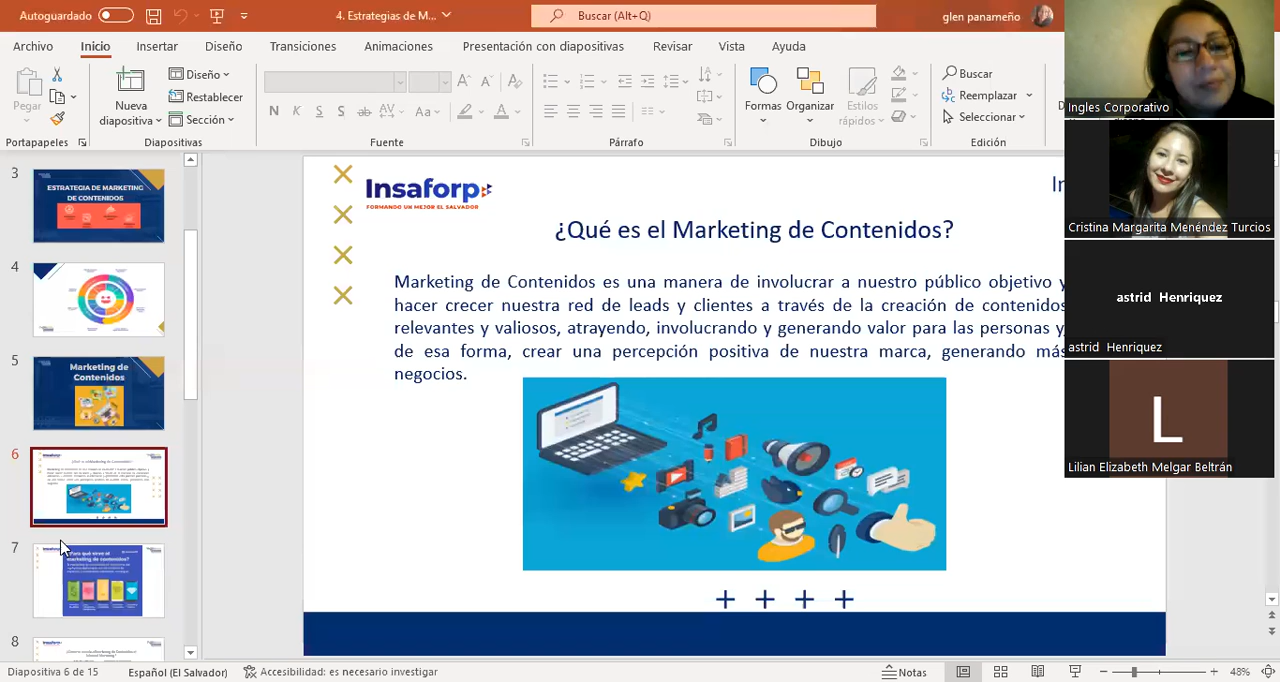 Autoguardado
4. Estrategias de M...
Buscar (Alt+Q)
glen panameño
Archivo
Inicio
Insertar
Diseño
Transiciones
Animaciones
Presentación con diapositivas
Revisar
Vista
Ayuda
Pegar
Nueva
diapositiva
Diseño
Restablecer
Sección
Formas
Organizar
Estilos
rápidos
Buscar
Reemplazar
Seleccionar
Portapapeles
Diapositivas
Fuente
Párrafo
Dibujo
Edición
Ingles Corporativo
Cristina Margarita Menéndez Turcios
astrid Henriquez
astrid Henriquez
L
Lilian Elizabeth Melgar Beltrán
3
ESTRATEGIA DE MARKETING
DE CONTENIDOS
4
5
Marketing de
Contenidos
6
7
¿Para qué sirve el
marketing de contenidos?
8
Insaforp
FORMANDO UN MEJOR EL SALVADOR
¿Qué es el Marketing de Contenidos?
Marketing de Contenidos es una manera de involucrar a nuestro público objetivo y
hacer crecer nuestra red de leads y clientes a través de la creación de contenidos
relevantes y valiosos, atrayendo, involucrando y generando valor para las personas y,
de esa forma, crear una percepción positiva de nuestra marca, generando más
negocios.
Diapositiva 6 de 15
Español (El Salvador)
Accesibilidad: es necesario investigar
Notas
48%